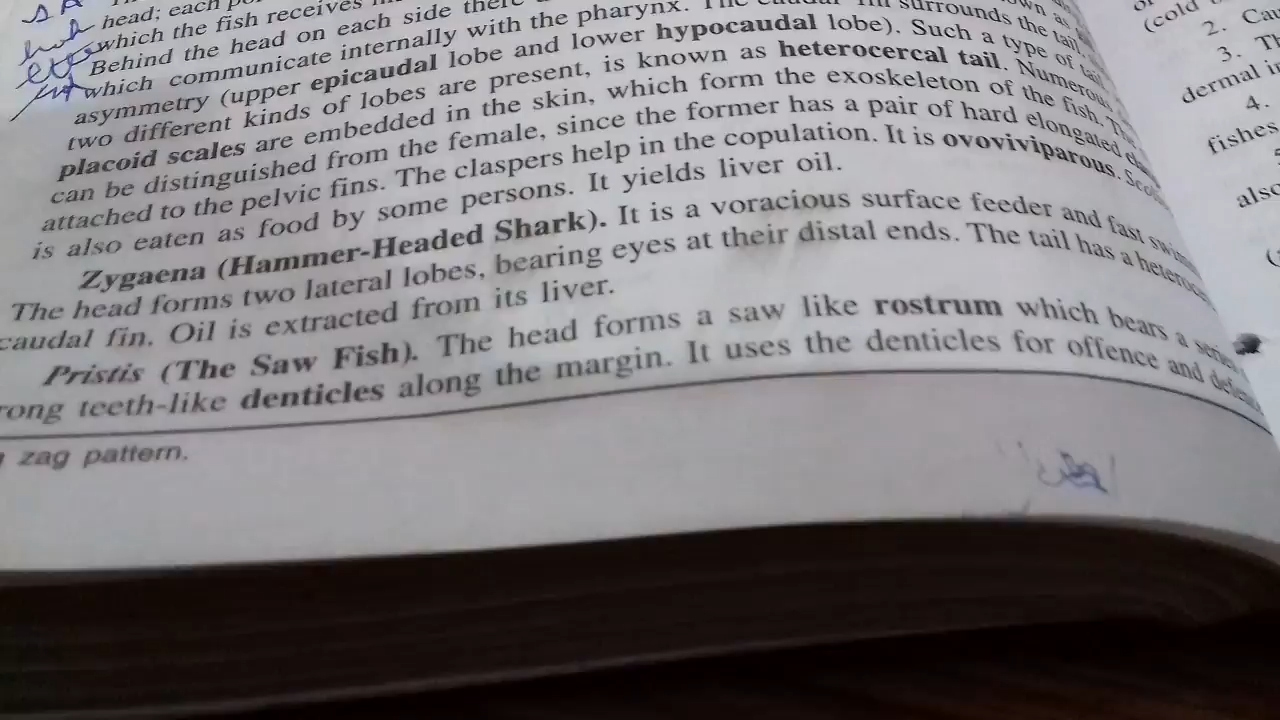 head; each
which the fish receives
Behind the head on each side there
which communicate internally with the pharynx. surrounds the tail
asymmetry (upper epicaudal lobe and lower hypocaudal lobe). Such a type of tail
two different kinds of lobes are present, is known as heterocercal tail. Numerous
placoid scales are embedded in the skin, which form the exoskeleton of the fish.
can be distinguished from the female, since the former has a pair of hard elongated
attached to the pelvic fins. The claspers help in the copulation. It is ovoviviparous.
is also eaten as food by some persons. It yields liver oil.
Zygaena (Hammer-Headed Shark). It is a voracious surface feeder and fast
The head forms two lateral lobes, bearing eyes at their distal ends. The tail has a
caudal fin. Oil is extracted from its liver.
Pristis (The Saw Fish). The head forms a saw like rostrum which bears a
rong teeth-like denticles along the margin. It uses the denticles for offence and
zag pattern.
(cold
2.
3.
dermal
4.
fishes